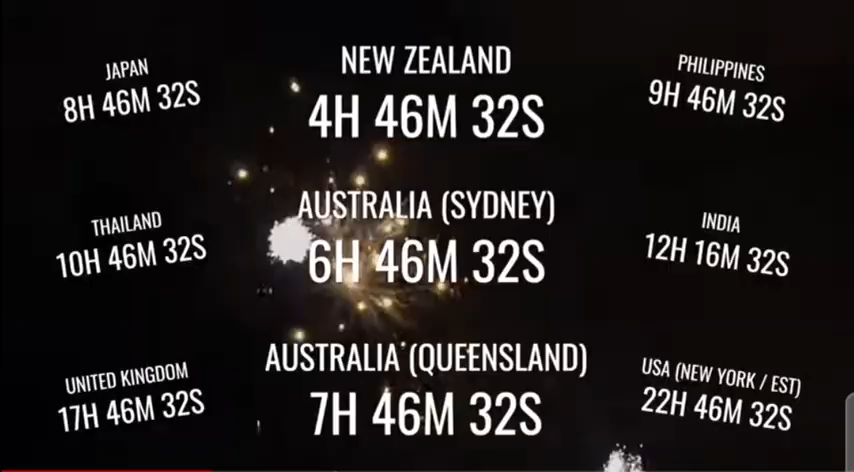 JAPAN
8H 46M 32S
NEW ZEALAND
4H 46M 32S
PHILIPPINES
9H 46M 32S
THAILAND
10H 46M 32S
AUSTRALIA (SYDNEY)
6H 46M 32S
INDIA
12H 16M 32S
UNITED KINGDOM
17H 46M 32S
AUSTRALIA (QUEENSLAND)
7H 46M 32S
USA (NEW YORK / EST)
22H 46M 32S